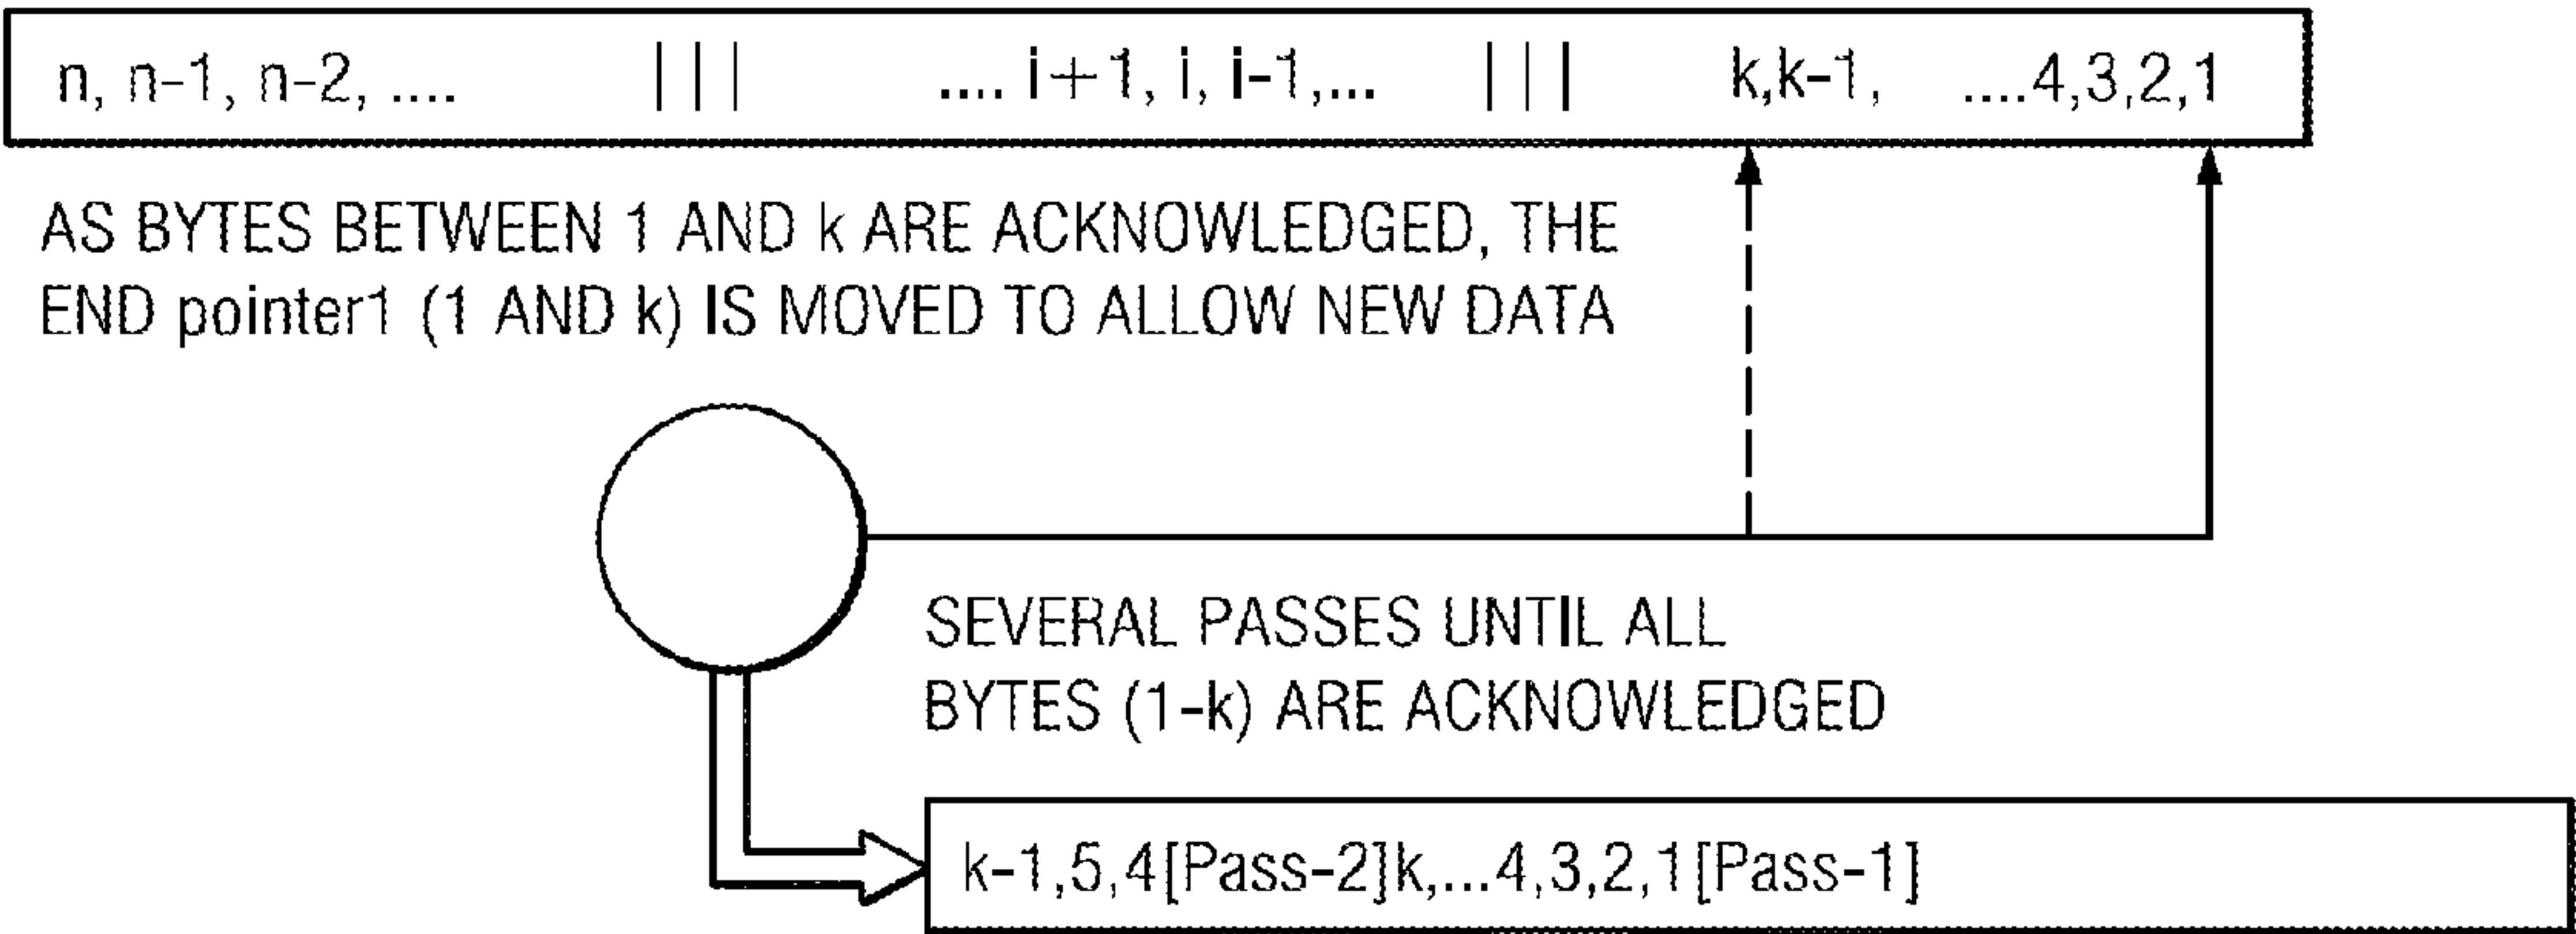 n, n-1, n-2, .... ||| .... i+1, i, i-1,... ||| k,k-1, ....4,3,2,1
AS BYTES BETWEEN 1 AND k ARE ACKNOWLEDGED, THE
END pointer1 (1 AND k) IS MOVED TO ALLOW NEW DATA
SEVERAL PASSES UNTIL ALL
BYTES (1-k) ARE ACKNOWLEDGED
k-1,5,4[Pass-2]k,...4,3,2,1[Pass-1]